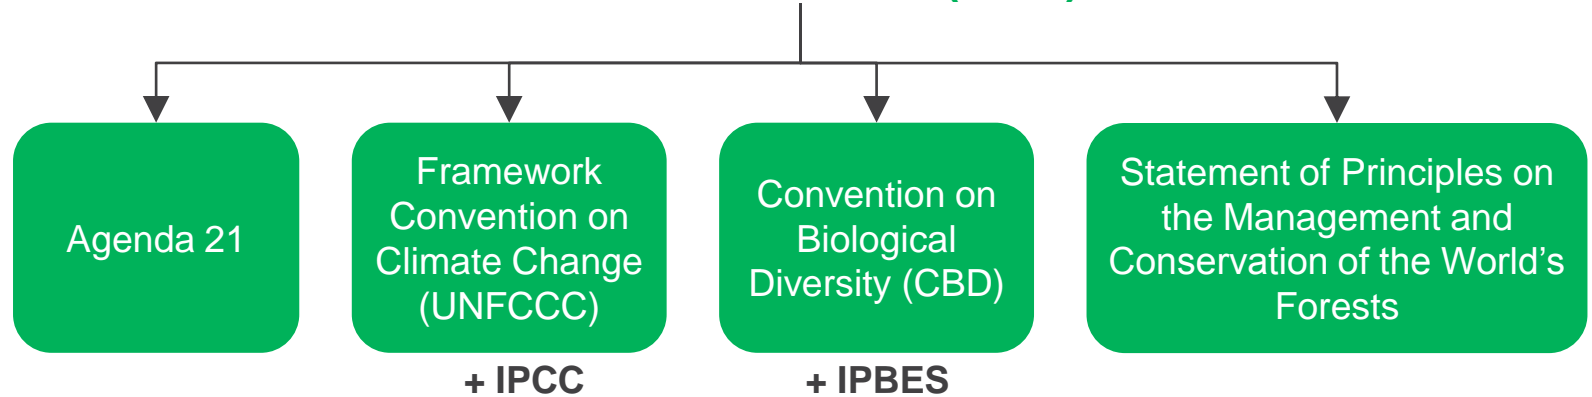 Agenda 21
Framework
Convention on
Climate Change
(UNFCCC)
Convention on
Biological
Diversity (CBD)
Statement of Principles on
the Management and
Conservation of the World’s
Forests
+ IPCC
+ IPBES